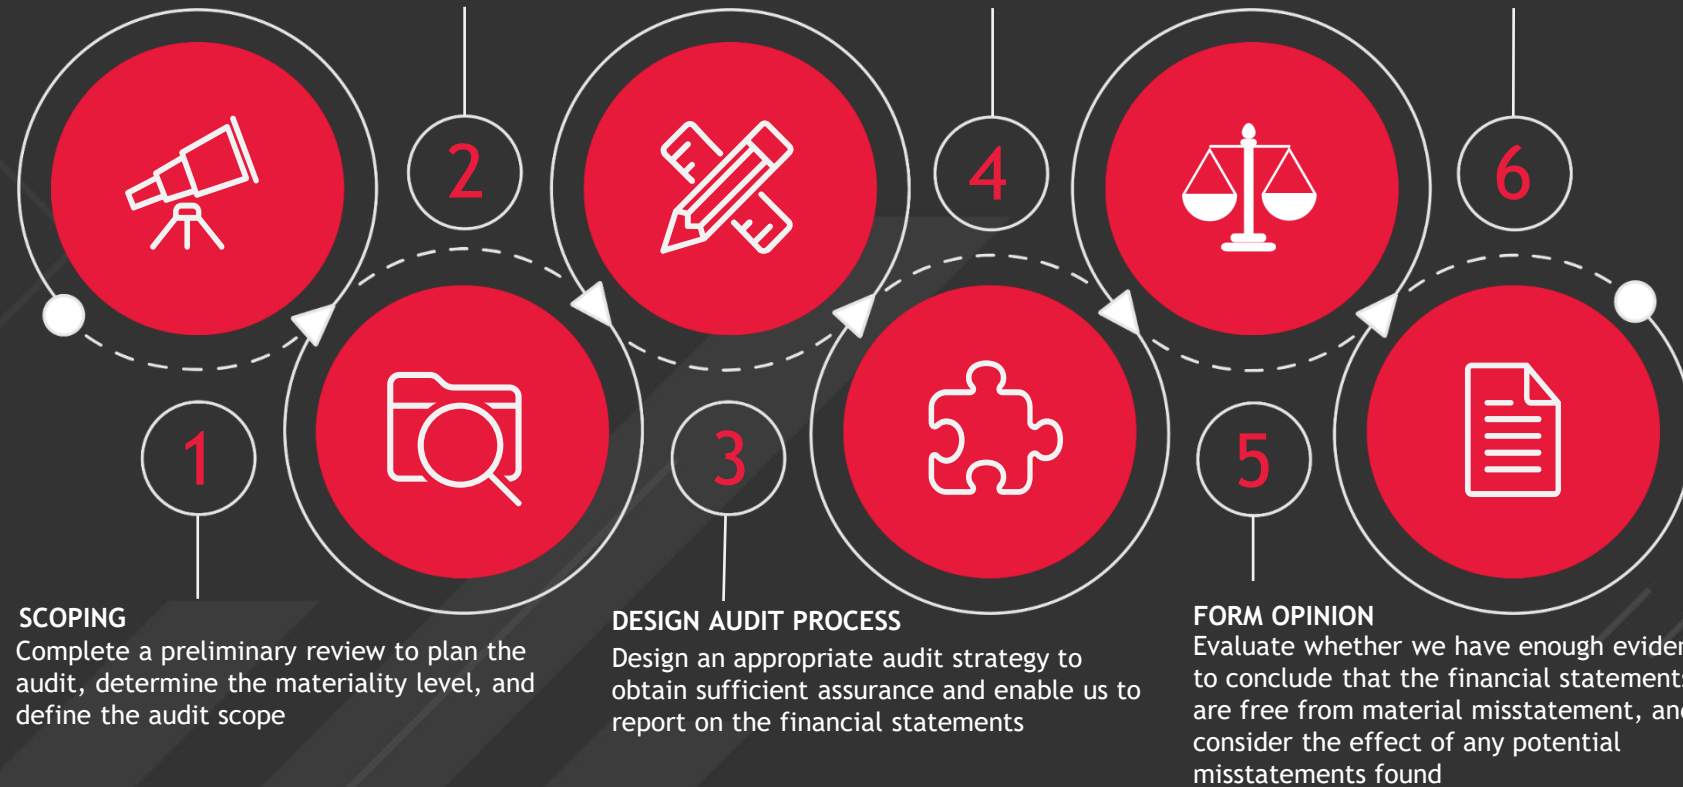 2
4
6
1
3
5
SCOPING
Complete a preliminary review to plan the
audit, determine the materiality level, and
define the audit scope
DESIGN AUDIT PROCESS
Design an appropriate audit strategy to
obtain sufficient assurance and enable us to
report on the financial statements
FORM OPINION
Evaluate whether we have enough eviden
to conclude that the financial statements
are free from material misstatement, and
consider the effect of any potential
misstatements found